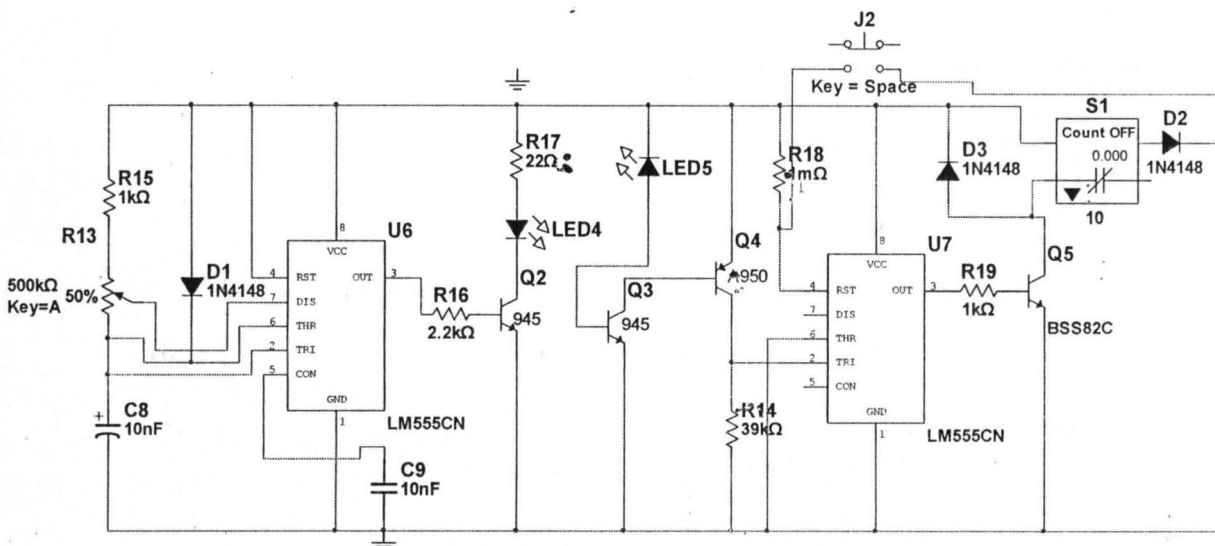 J2
Key = Space
S1
Count OFF
0.000
10
D2
1N4148
D3
1N4148
R17
22Ω
LED5
R18
1mΩ
R15
1kΩ
R13
500kΩ
Key=A
50%
D1
1N4148
U6
8
VCC
4
RST
OUT
3
7
DIS
6
THR
2
TRI
5
CON
GND
1
LM555CN
LED4
Q2
945
R16
2.2kΩ
Q3
945
Q4
A950
U7
8
VCC
4
RST
OUT
3
7
DIS
6
THR
2
TRI
5
CON
GND
1
LM555CN
R19
1kΩ
Q5
BSS82C
R14
39kΩ
C8
10nF
+
C9
10nF